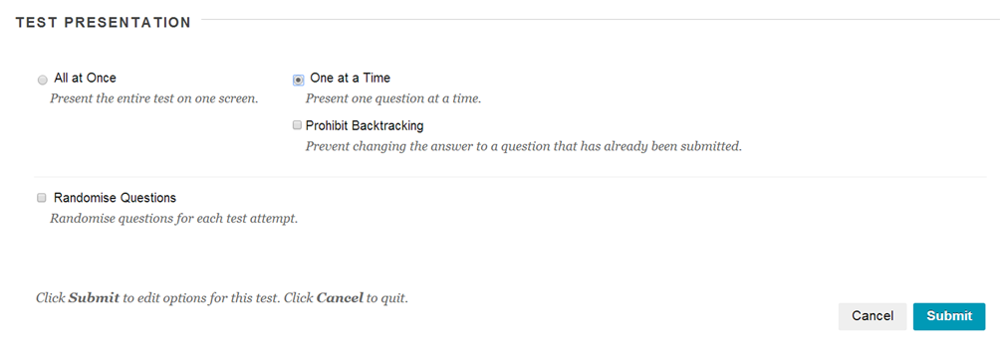 TEST PRESENTATION
All at Once
Present the entire test on one screen.
One at a Time
Present one question at a time.
Prohibit Backtracking
Prevent changing the answer to a question that has already been submitted.
Randomise Questions
Randomise questions for each test attempt.
Click Submit to edit options for this test. Click Cancel to quit.
Cancel
Submit